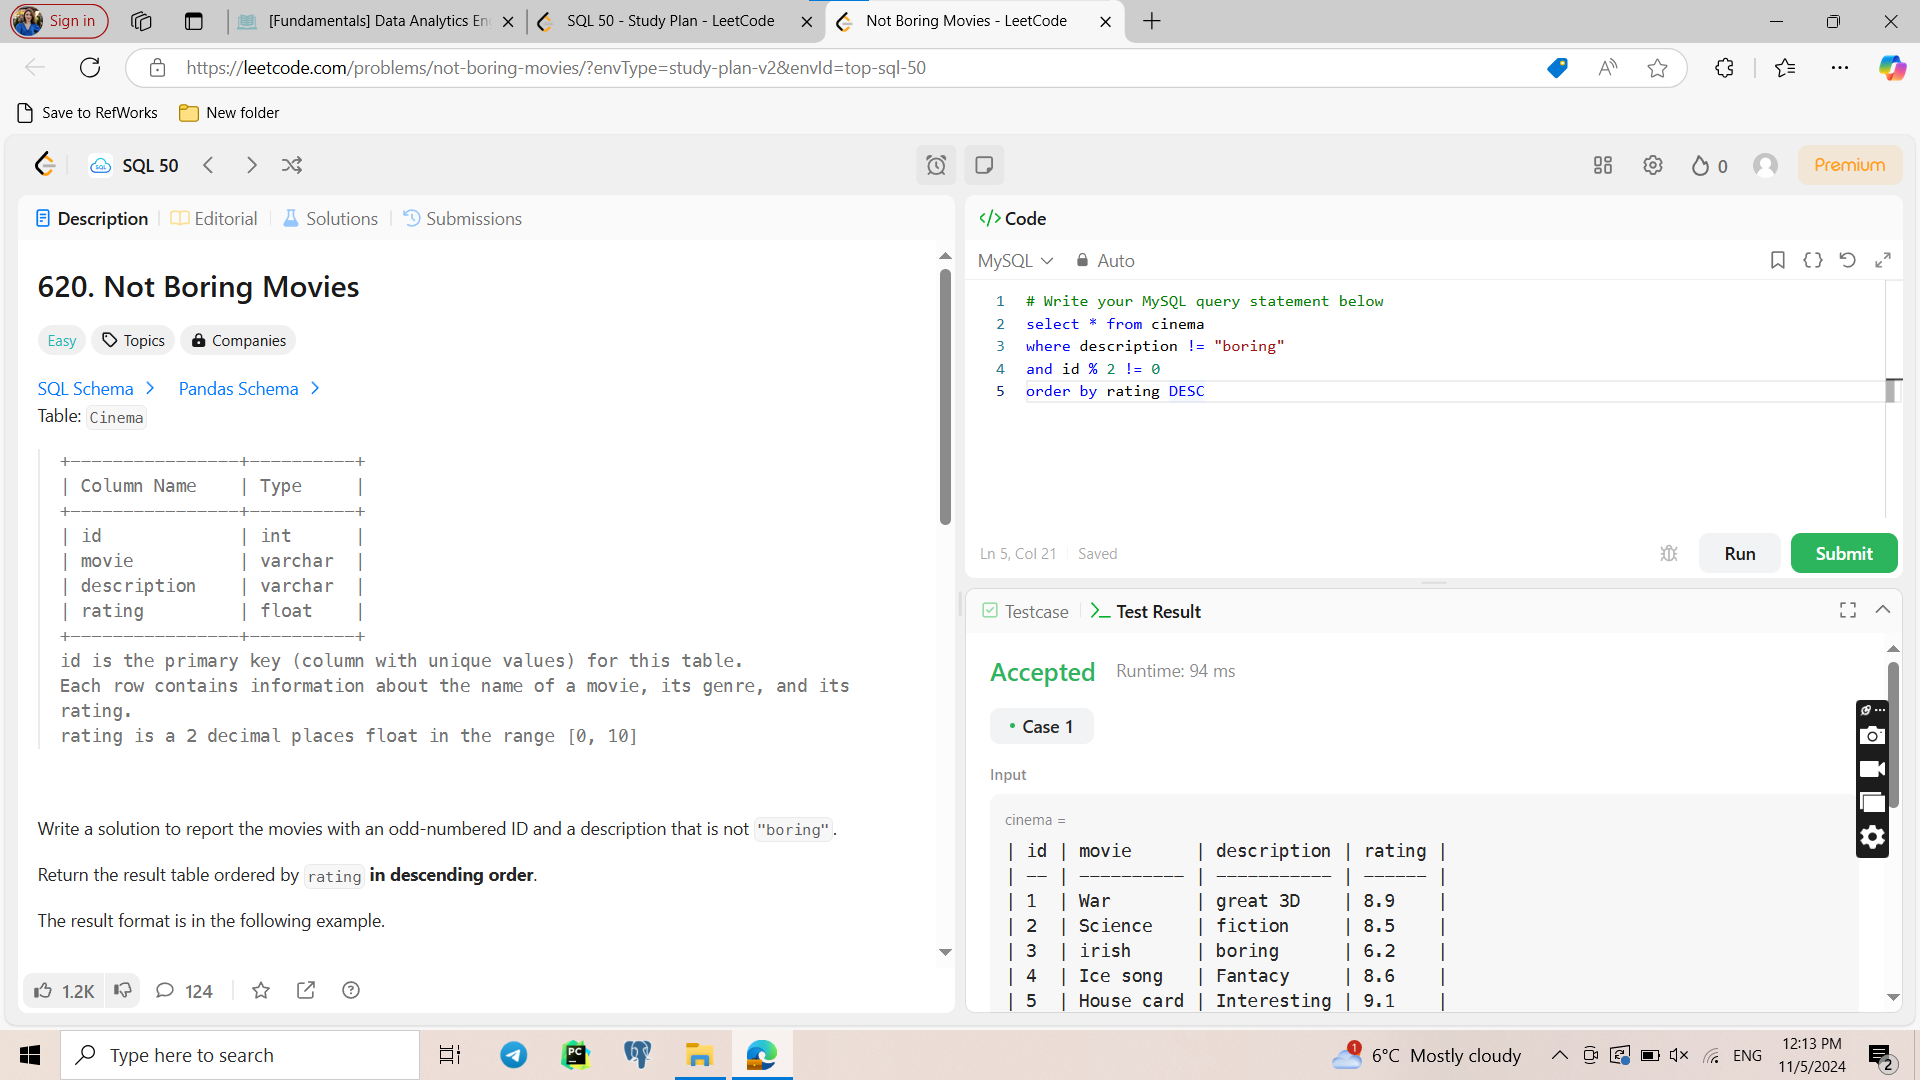 Sign in
[Fundamentals] Data Analytics En
SQL 50 - Study Plan - LeetCode
Not Boring Movies - LeetCode
https://leetcode.com/problems/not-boring-movies/?envType=study-plan-v2&envId=top-sql-50
Save to RefWorks
New folder
SQL 50
0
Premium
Description
Editorial
Solutions
Submissions
620. Not Boring Movies
Easy
Topics
Companies
SQL Schema
Pandas Schema
Table: Cinema
+----------------+----------+
| Column Name    | Type     |
+----------------+----------+
| id             | int      |
| movie          | varchar  |
| description    | varchar  |
| rating         | float    |
+----------------+----------+
id is the primary key (column with unique values) for this table.
Each row contains information about the name of a movie, its genre, and its
rating.
rating is a 2 decimal places float in the range [0, 10]
Write a solution to report the movies with an odd-numbered ID and a description that is not "boring".
Return the result table ordered by rating in descending order.
The result format is in the following example.
1.2K
124
</> Code
MySQL
Auto
1 # Write your MySQL query statement below
2 select * from cinema
3 where description != "boring"
4 and id % 2 != 0
5 order by rating DESC
Ln 5, Col 21
Saved
Run
Submit
Testcase
Test Result
Accepted
Runtime: 94 ms
• Case 1
Input
cinema =
| id | movie      | description | rating |
| -- | ---------- | ----------- | ------ |
| 1  | War        | great 3D    | 8.9    |
| 2  | Science    | fiction     | 8.5    |
| 3  | irish      | boring      | 6.2    |
| 4  | Ice song   | Fantacy     | 8.6    |
| 5  | House card | Interesting | 9.1    |
Type here to search
PC
1
6°C Mostly cloudy
ENG
12:13 PM
11/5/2024
2